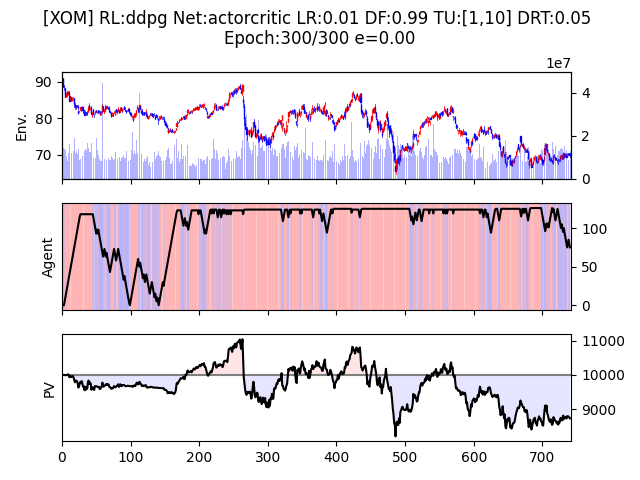 [XOM] RL:ddpg Net:actorcritic LR:0.01 DF:0.99 TU:[1,10] DRT:0.05
Epoch:300/300 e=0.00
1e7
90
80
70
Env.
4
2
0
Agent
100
50
0
PV
11000
10000
9000
0 100 200 300 400 500 600 700